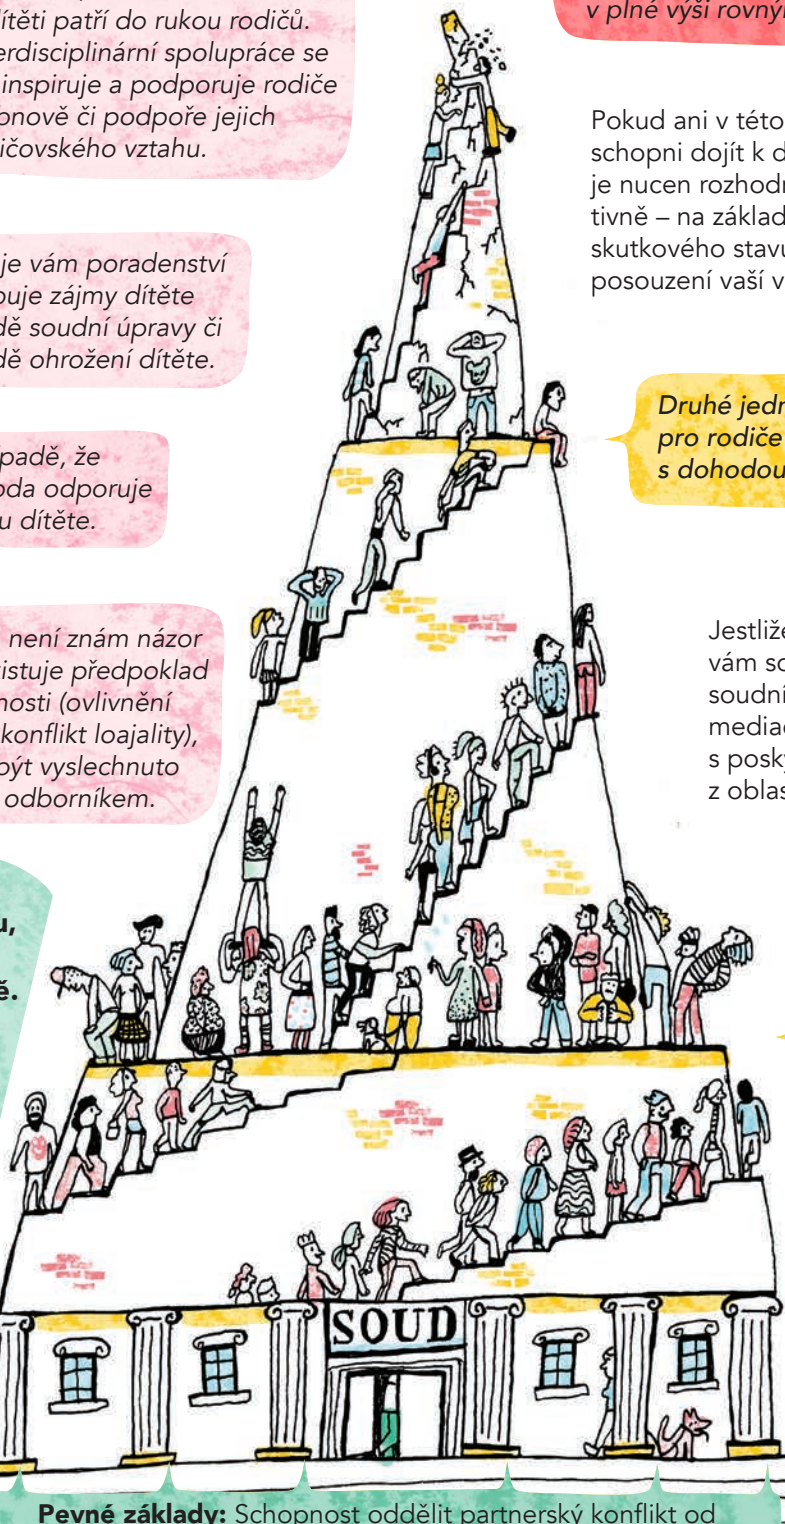 dítěti patří do rukou rodičů.
erdisciplinární spolupráce se
inspiruje a podporuje rodiče
onově či podpoře jejich
ičovského vztahu.
je vám poradenství
ouje zájmy dítěte
dě soudní úpravy či
dě ohrožení dítěte.
padě, že
oda odporuje
u dítěte.
není znám názor
xistuje předpoklad
nosti (ovlivnění
konflikt loajality),
být vyslechnuto
odborníkem.
u,
ě.
v plné výši rovným
Pokud ani v této
schopni dojít k d
je nucen rozhodn
tivně – na základ
skutkového stavu
posouzení vaší v
Druhé jedn
pro rodiče
s dohodou
Jestliže
vám so
soudní
mediac
s posky
z oblas
SOUD
Pevné základy: Schopnost oddělit partnerský konflikt od